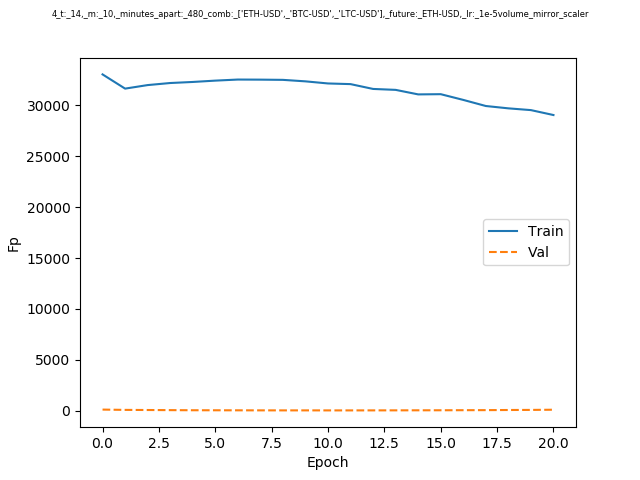 4_t:_14,_m:_10,_minutes_apart:_480_comb:_['ETH-USD',_'BTC-USD',_'LTC-USD'],_future:_ETH-USD,_lr:_1e-5volume_mirror_scaler
30000
25000
20000
15000
10000
5000
0
Fp
Train
Val
0.0 2.5 5.0 7.5 10.0 12.5 15.0 17.5 20.0
Epoch